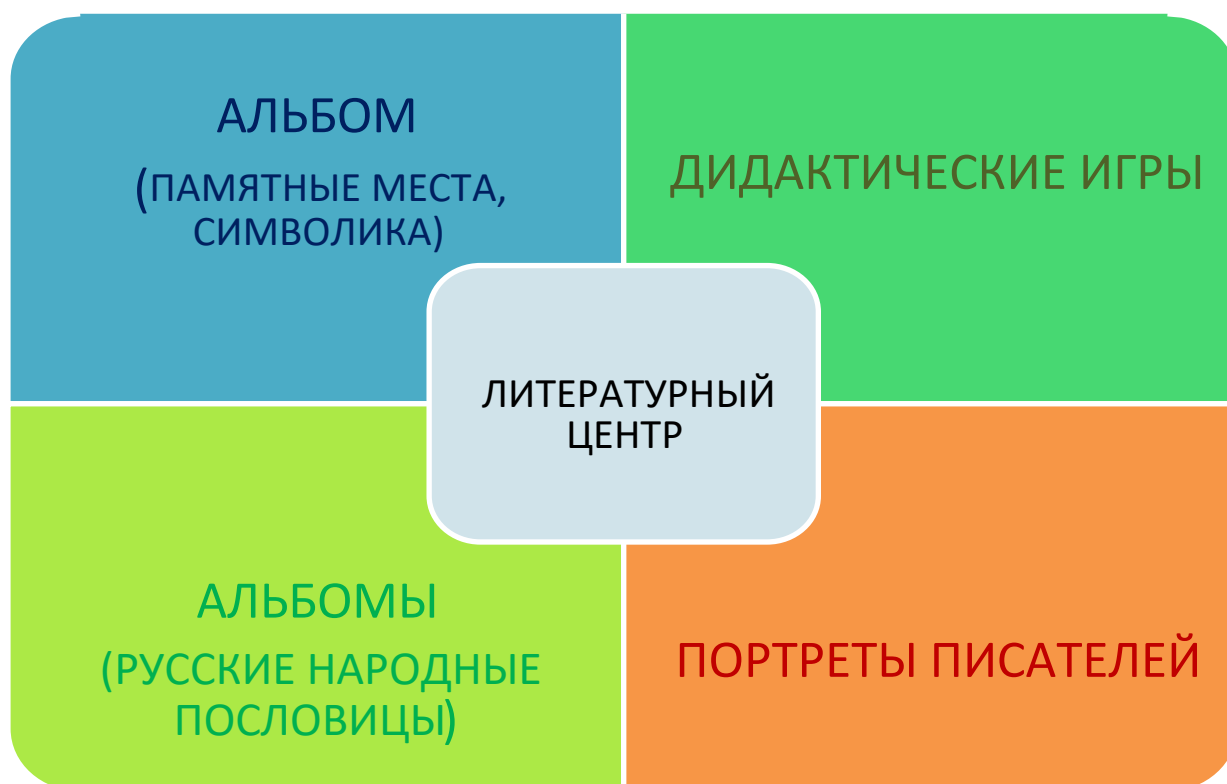 АЛЬБОМ
(ПАМЯТНЫЕ МЕСТА,
СИМВОЛИКА)
ДИДАКТИЧЕСКИЕ ИГРЫ
ЛИТЕРАТУРНЫЙ
ЦЕНТР
АЛЬБОМЫ
(РУССКИЕ НАРОДНЫЕ
ПОСЛОВИЦЫ)
ПОРТРЕТЫ ПИСАТЕЛЕЙ